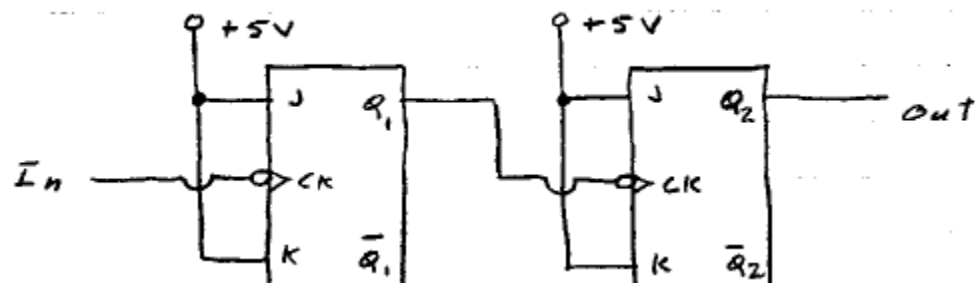 +5V +5V
J Q₁ J Q₂ Out
In CK CK
K Q̅₁ K Q̅₂